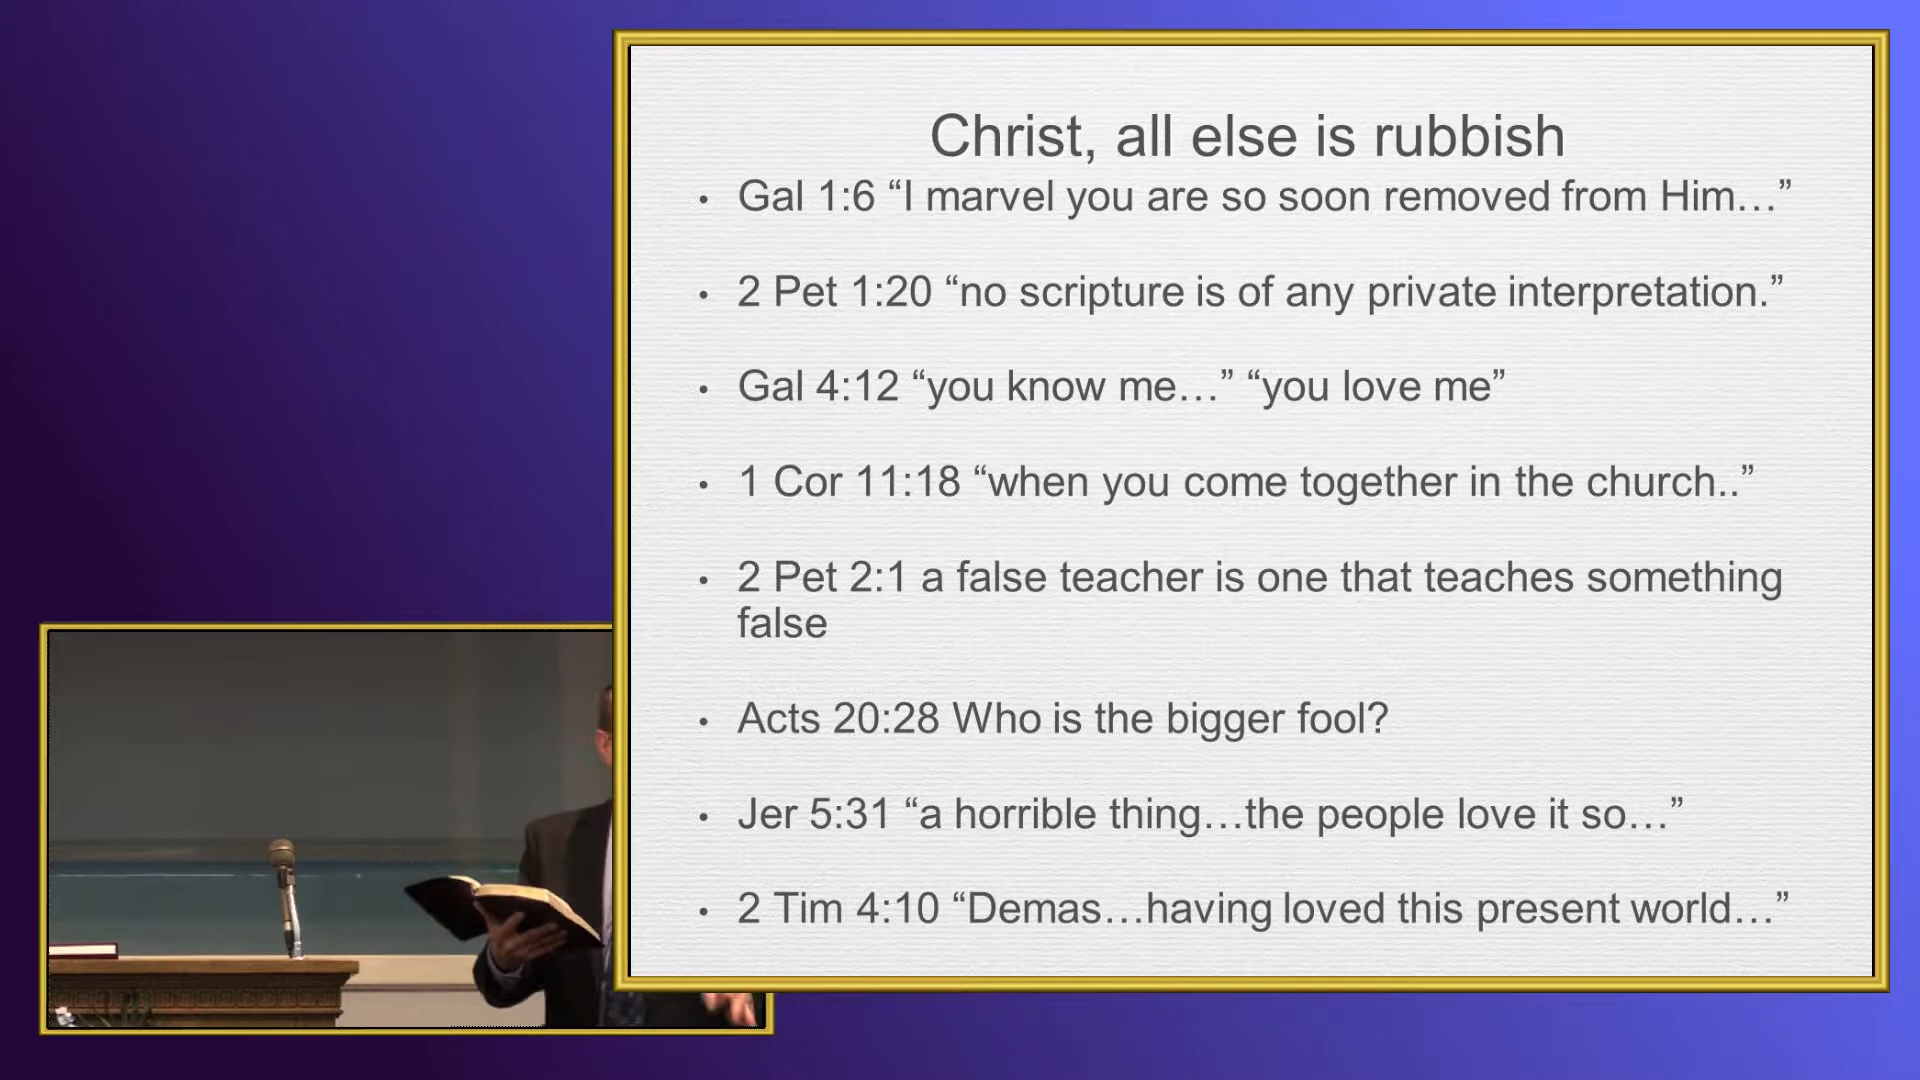 Christ, all else is rubbish
• Gal 1:6 “I marvel you are so soon removed from Him…”
• 2 Pet 1:20 “no scripture is of any private interpretation.”
• Gal 4:12 “you know me…” “you love me”
• 1 Cor 11:18 “when you come together in the church..”
• 2 Pet 2:1 a false teacher is one that teaches something
false
• Acts 20:28 Who is the bigger fool?
• Jer 5:31 “a horrible thing…the people love it so…”
• 2 Tim 4:10 “Demas…having loved this present world…”